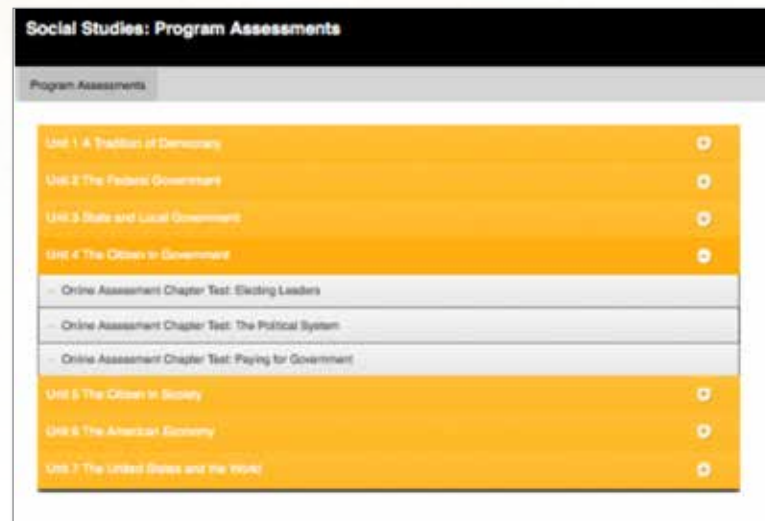 Social Studies: Program Assessments
Program Assessments
Unit 1 A Tradition of Democracy
Unit 2 The Federal Government
Unit 3 State and Local Government
Unit 4 The Citizen in Government
- Online Assessment Chapter Test: Electing Leaders
- Online Assessment Chapter Test: The Political System
- Online Assessment Chapter Test: Paying for Government
Unit 5 The Citizen in Society
Unit 6 The American Economy
Unit 7 The United States and the World